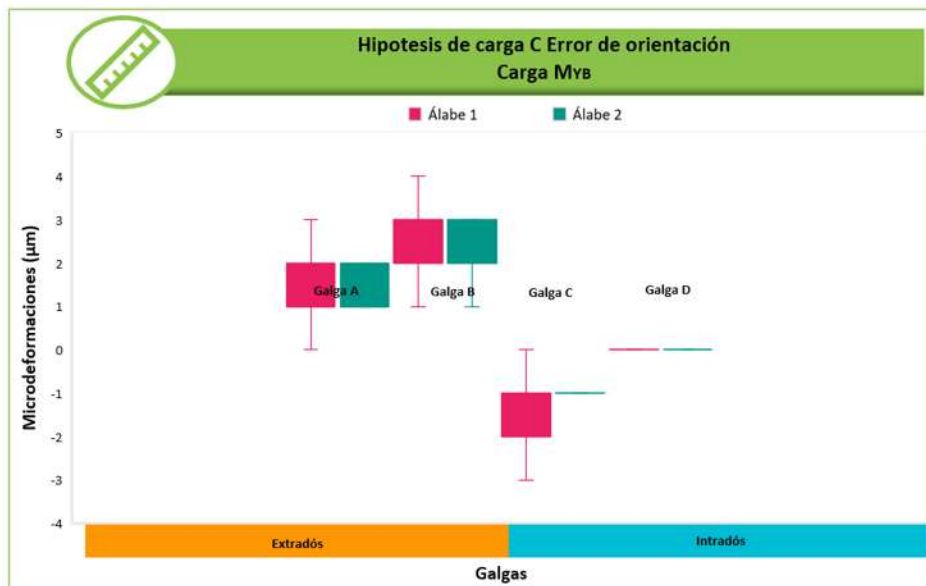 Hipotesis de carga C Error de orientación
Carga MYB
Álabe 1 Álabe 2
Microdeformaciones (μm)
5
4
3
2
1
0
-1
-2
-3
-4
Galga A Galga B Galga C Galga D
Extradós Intradós
Galgas